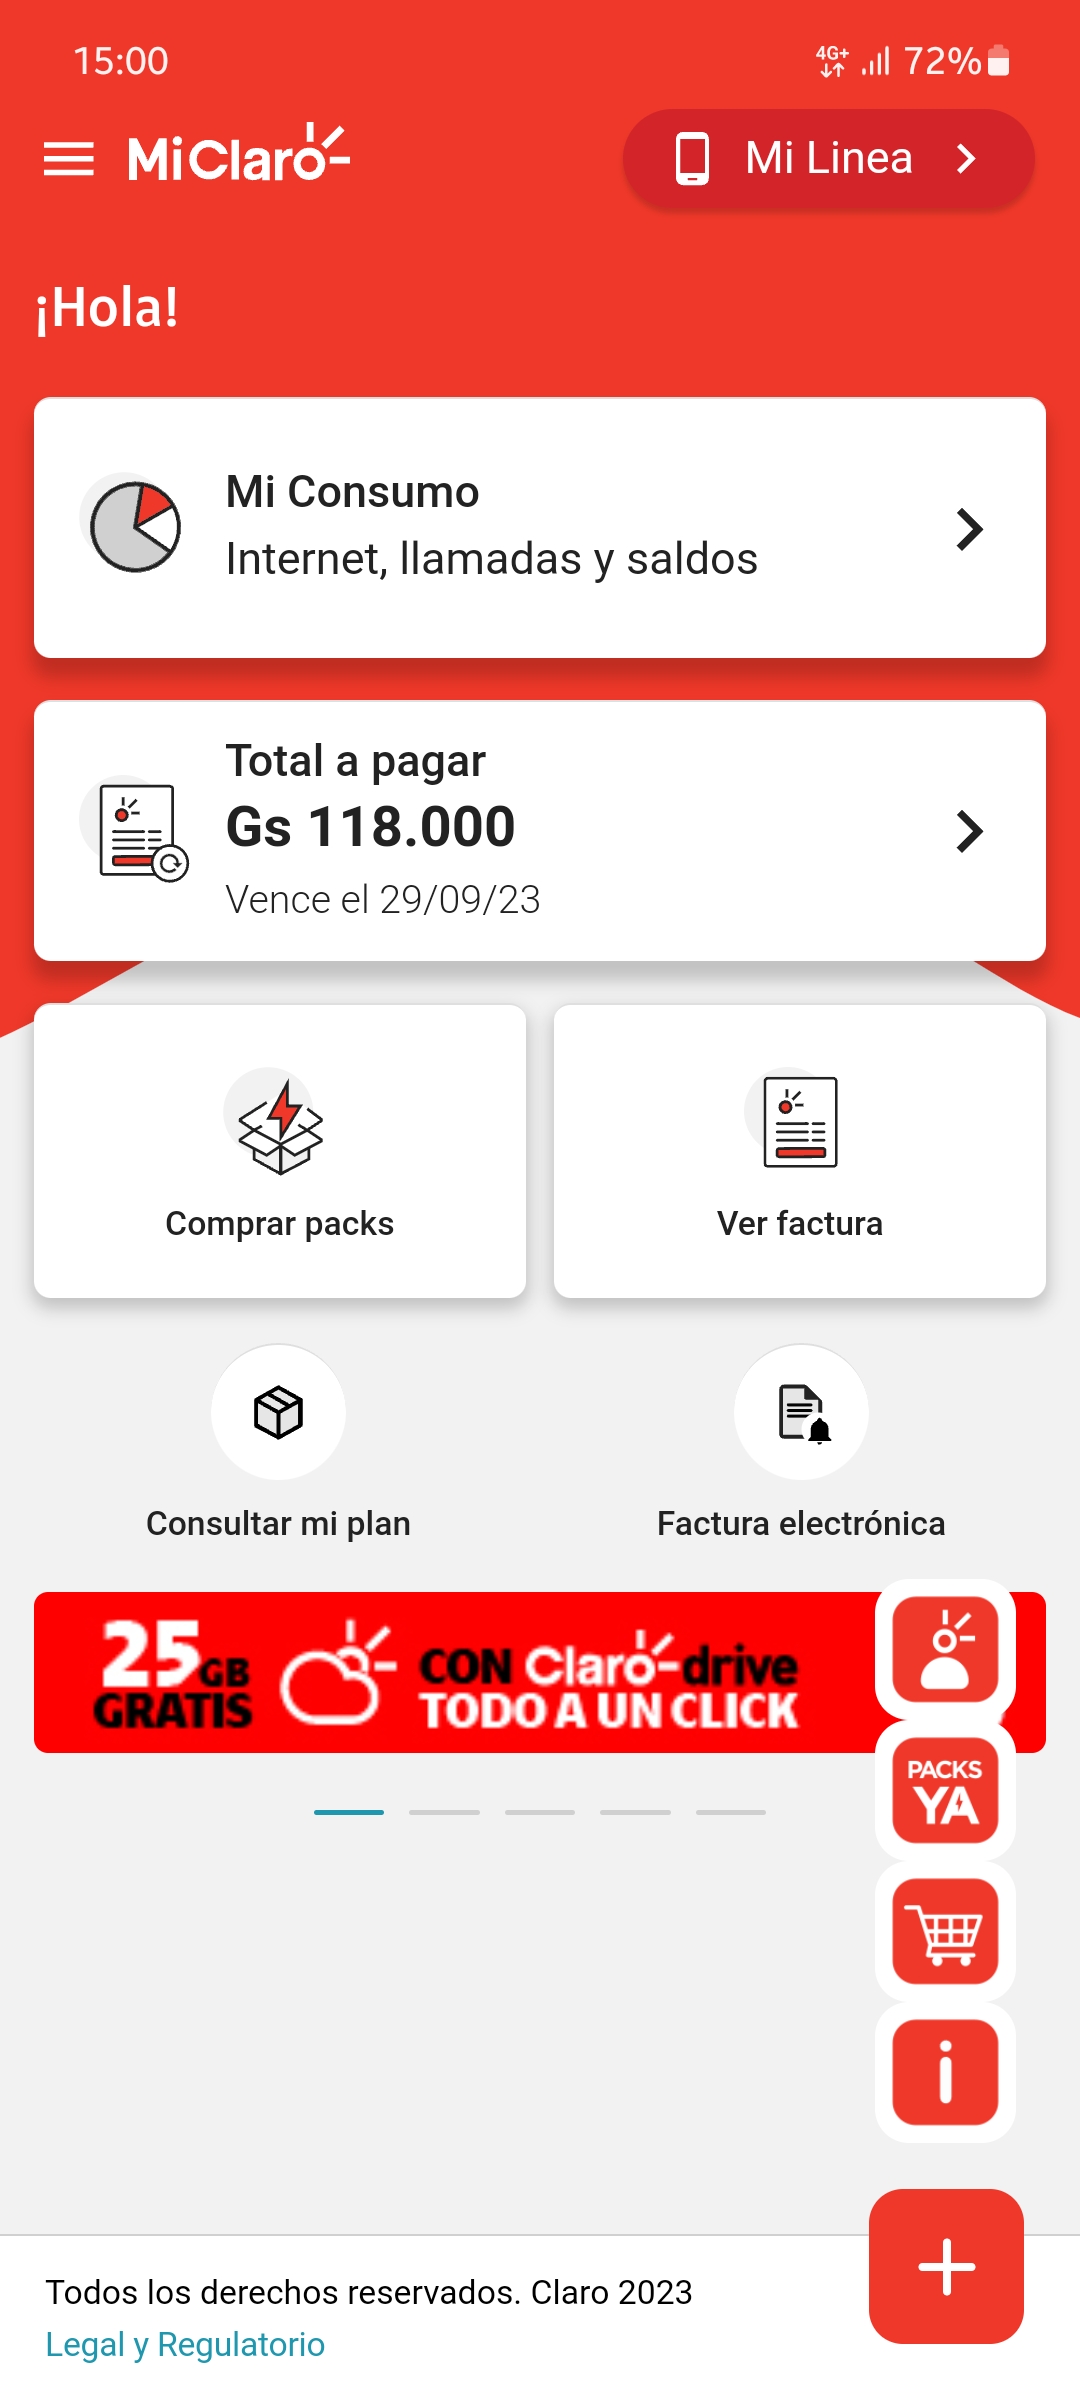 15:00
4G+ 72%
MiClaro
Mi Linea
¡Hola!
Mi Consumo
Internet, llamadas y saldos
Total a pagar
Gs 118.000
Vence el 29/09/23
Comprar packs
Ver factura
Consultar mi plan
Factura electrónica
25GB
GRATIS
CON Claro-drive
TODO A UN CLICK
PACKS
YA
i
Todos los derechos reservados. Claro 2023
Legal y Regulatorio